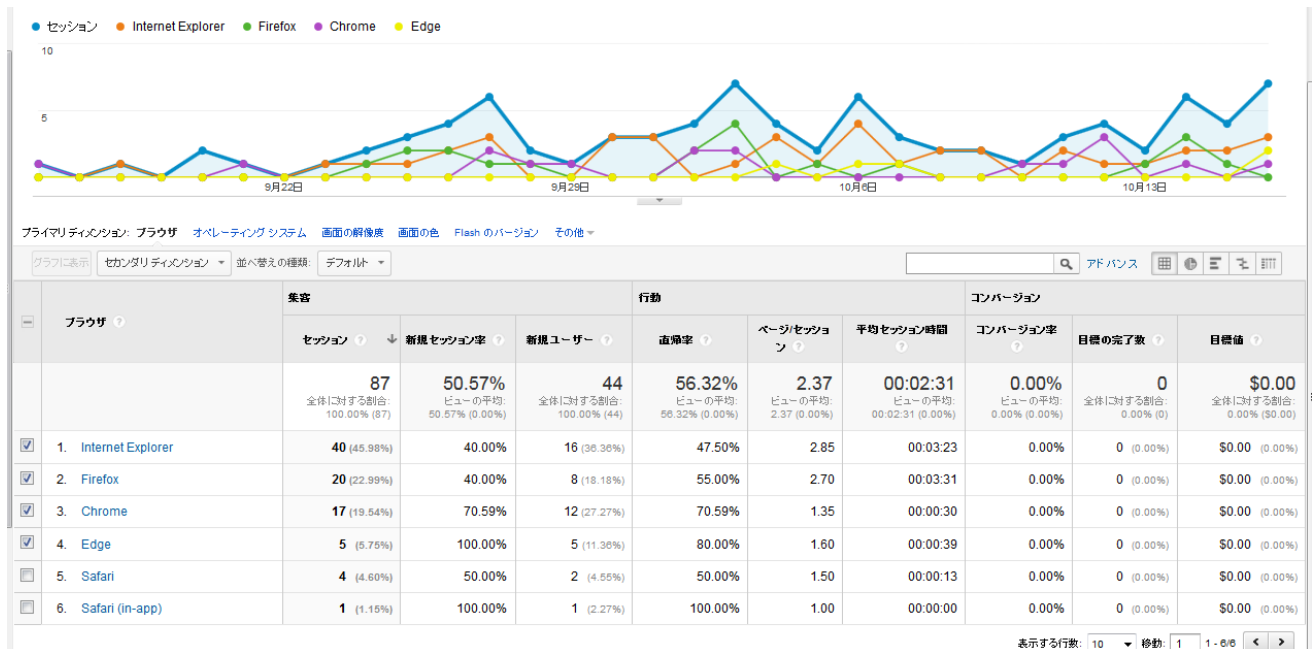 セッション Internet Explorer Firefox Chrome Edge
10
5
9月22日 9月29日 10月6日 10月13日
プライマリ ディメンション: ブラウザ オペレーティング システム 画面の解像度 画面の色 Flash のバージョン その他
グラフに表示 セカンダリ ディメンション 並べ替えの種類: デフォルト アドバンス
ブラウザ ? 集客 行動 コンバージョン
セッション ? 新規セッション率 ? 新規ユーザー ? 直帰率 ? ページ/セッション ? 平均セッション時間 ? コンバージョン率 ? 目標の完了数 ? 目標値 ?
87 50.57% 44 56.32% 2.37 00:02:31 0.00% 0 $0.00
全体に対する割合: ビューの平均: 全体に対する割合: ビューの平均: ビューの平均: ビューの平均: ビューの平均: 全体に対する割合: 全体に対する割合:
100.00% (87) 50.57% (0.00%) 100.00% (44) 56.32% (0.00%) 2.37 (0.00%) 00:02:31 (0.00%) 0.00% (0.00%) 0.00% (0) 0.00% ($0.00)
1. Internet Explorer 40 (45.98%) 40.00% 16 (36.36%) 47.50% 2.85 00:03:23 0.00% 0 (0.00%) $0.00 (0.00%)
2. Firefox 20 (22.99%) 40.00% 8 (18.18%) 55.00% 2.70 00:03:31 0.00% 0 (0.00%) $0.00 (0.00%)
3. Chrome 17 (19.54%) 70.59% 12 (27.27%) 70.59% 1.35 00:00:30 0.00% 0 (0.00%) $0.00 (0.00%)
4. Edge 5 (5.75%) 100.00% 5 (11.36%) 80.00% 1.60 00:00:39 0.00% 0 (0.00%) $0.00 (0.00%)
5. Safari 4 (4.60%) 50.00% 2 (4.55%) 50.00% 1.50 00:00:13 0.00% 0 (0.00%) $0.00 (0.00%)
6. Safari (in-app) 1 (1.15%) 100.00% 1 (2.27%) 100.00% 1.00 00:00:00 0.00% 0 (0.00%) $0.00 (0.00%)
表示する行数: 10 移動: 1 1 - 6/6